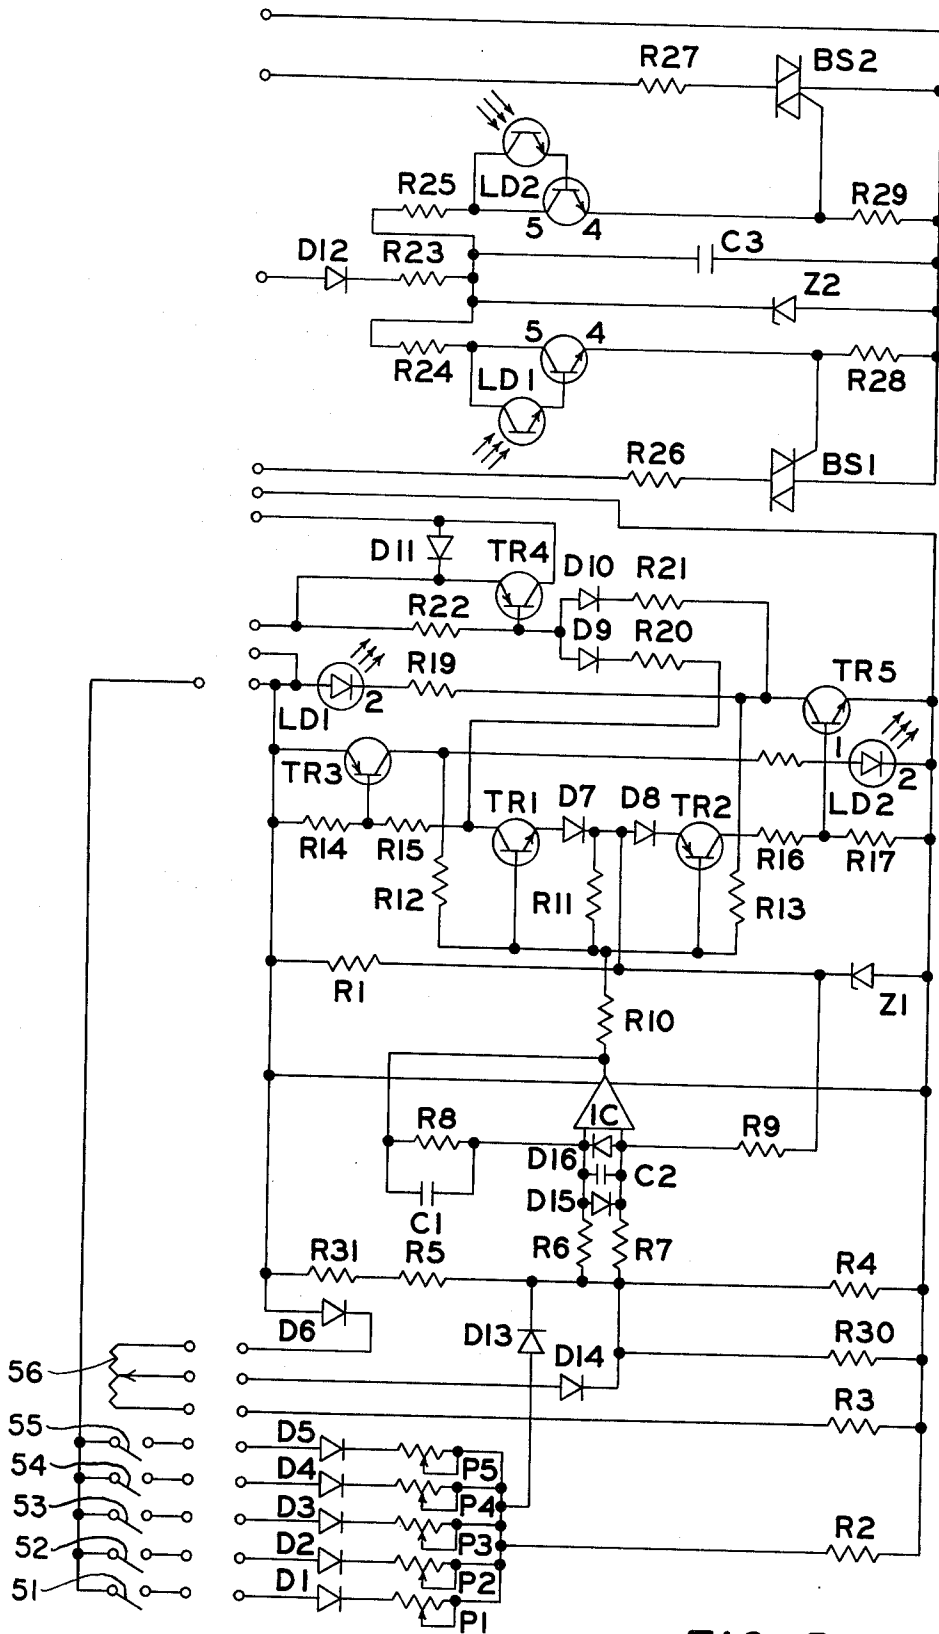 R27 BS2
LD2
R25 R29
5 4
C3
D12 R23
Z2
5 4
R24 LD1 R28
R26 BS1
D11 TR4
D10 R21
R22 D9 R20
R19 TR5
LD1 2
1
TR3 2
LD2
TR1 D7 D8 TR2
R14 R15 R16 R17
R12 R11 R13
R1 Z1
R10
IC
R8 R9
D16
C2
D15
C1
R6 R7
R31 R5 R4
D6 D13 R30
56 D14
R3
55 D5
P5
54 D4
P4
53 D3
P3 R2
52 D2
P2
51 D1
P1